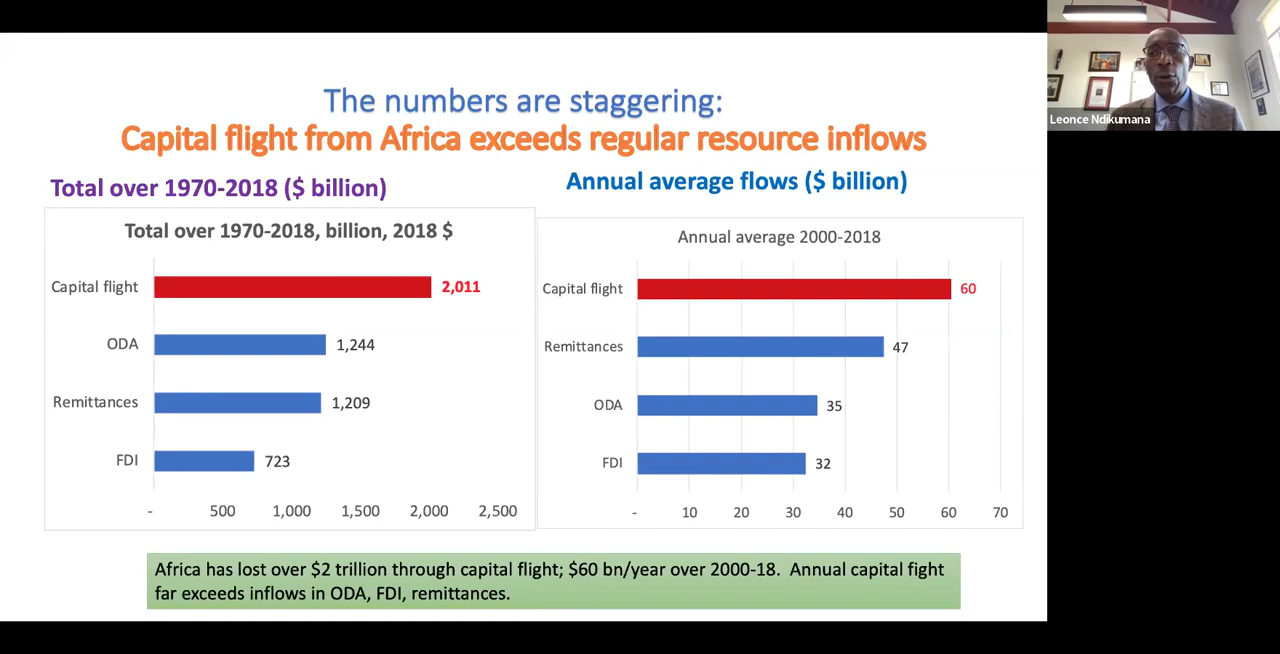 The numbers are staggering:
Capital flight from Africa exceeds regular resource inflows
Total over 1970-2018 ($ billion)
Total over 1970-2018, billion, 2018 $
Capital flight 2,011
ODA 1,244
Remittances 1,209
FDI 723
- 500 1,000 1,500 2,000 2,500
Annual average flows ($ billion)
Annual average 2000-2018
Capital flight 60
Remittances 47
ODA 35
FDI 32
- 10 20 30 40 50 60 70
Africa has lost over $2 trillion through capital flight; $60 bn/year over 2000-18. Annual capital fight
far exceeds inflows in ODA, FDI, remittances.
Leonce Ndikumana